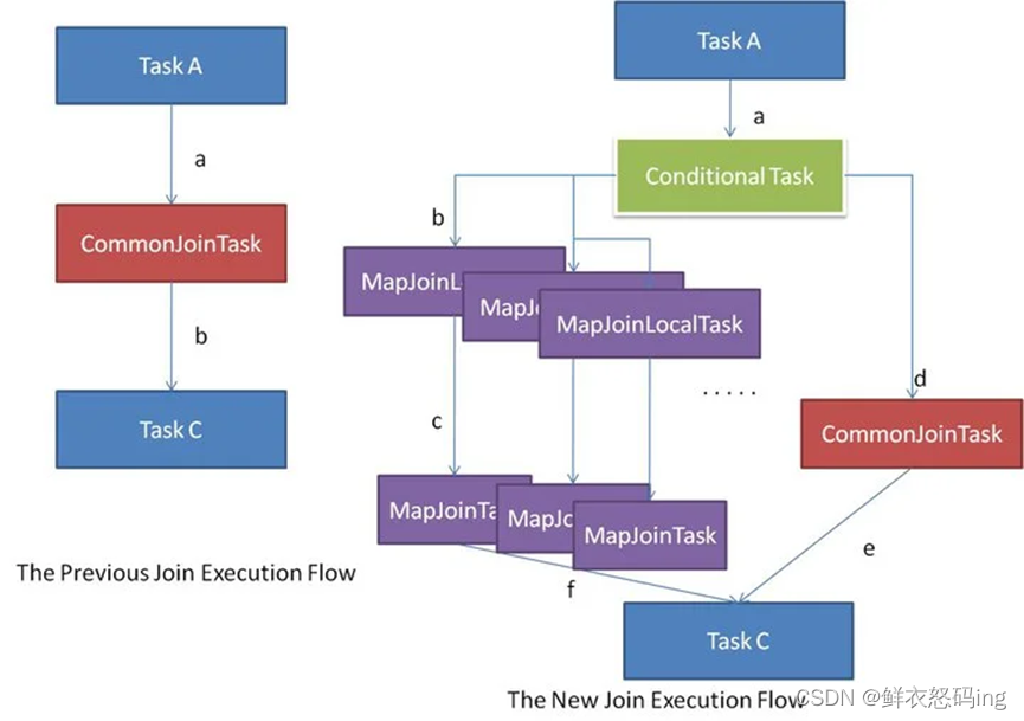 Task A
a
CommonJoinTask
b
Task C
The Previous Join Execution Flow
Task A
a
Conditional Task
b
MapJoinL
MapJo
MapJoinLocalTask
. . . . .
d
c
CommonJoinTask
MapJoinTa
MapJo
MapJoinTask
e
f
Task C
The New Join Execution Flow
CSDN @鲜衣怒码ing